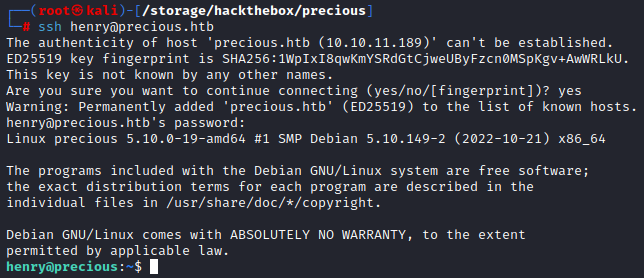 ┌──(root㉿kali)-[/storage/hackthebox/precious]
└─# ssh henry@precious.htb
The authenticity of host 'precious.htb (10.10.11.189)' can't be established.
ED25519 key fingerprint is SHA256:1WpIxI8qwKmYSRdGtCjweUByFzcn0MSpKgv+AwWRLkU.
This key is not known by any other names.
Are you sure you want to continue connecting (yes/no/[fingerprint])? yes
Warning: Permanently added 'precious.htb' (ED25519) to the list of known hosts.
henry@precious.htb's password:
Linux precious 5.10.0-19-amd64 #1 SMP Debian 5.10.149-2 (2022-10-21) x86_64

The programs included with the Debian GNU/Linux system are free software;
the exact distribution terms for each program are described in the
individual files in /usr/share/doc/*/copyright.

Debian GNU/Linux comes with ABSOLUTELY NO WARRANTY, to the extent
permitted by applicable law.
henry@precious:~$